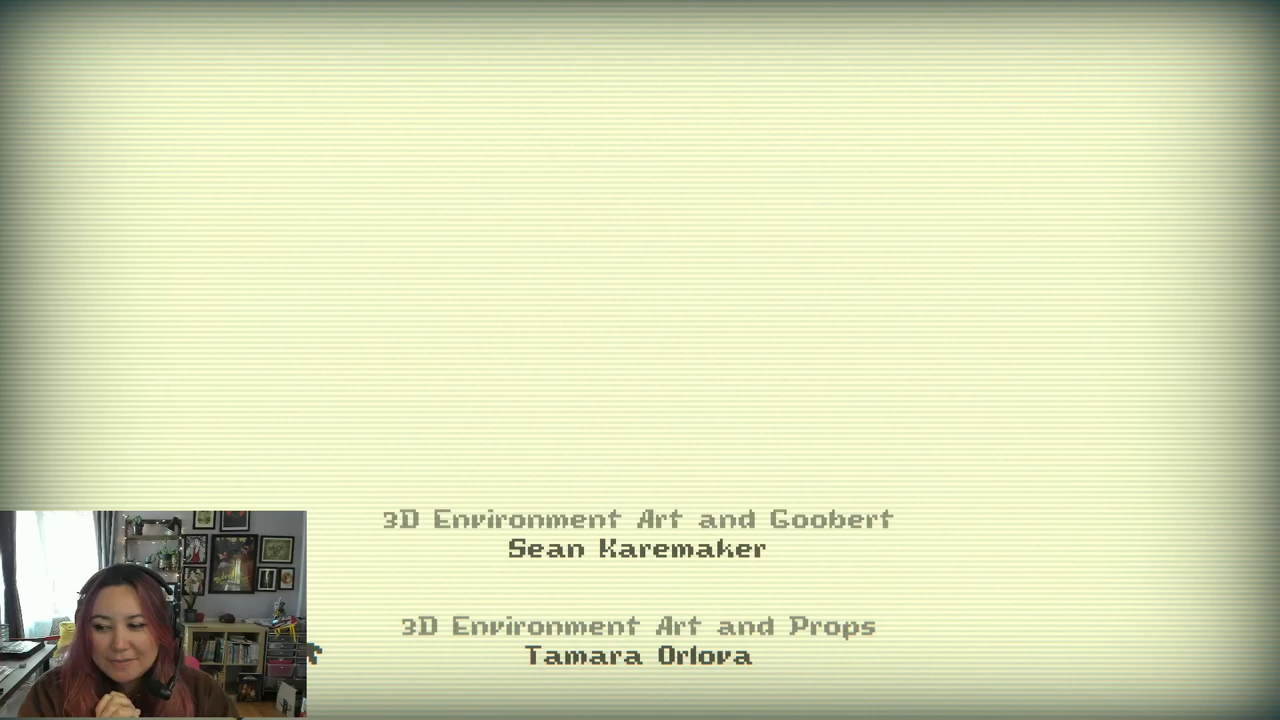 3D Environment Art and Goobert
Sean Karemaker
3D Environment Art and Props
Tamara Orlova